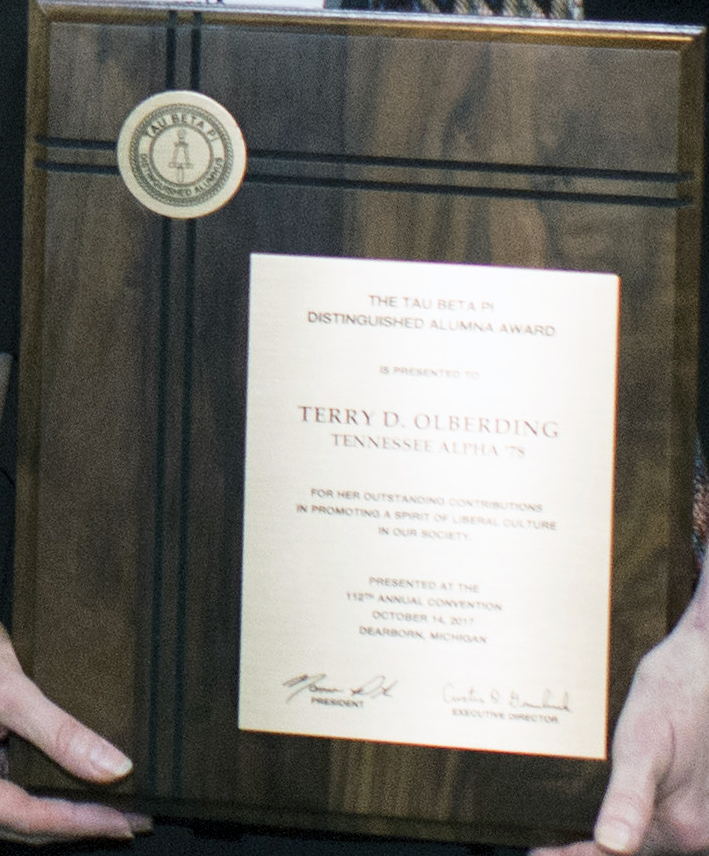 TAU BETA PI
DISTINGUISHED ALUMNUS
THE TAU BETA PI
DISTINGUISHED ALUMNA AWARD
IS PRESENTED TO
TERRY D. OLBERDING
TENNESSEE ALPHA '78
FOR HER OUTSTANDING CONTRIBUTIONS
IN PROMOTING A SPIRIT OF LIBERAL CULTURE
IN OUR SOCIETY.
PRESENTED AT THE
112TH ANNUAL CONVENTION
OCTOBER 14, 2017
DEARBORN, MICHIGAN
PRESIDENT
EXECUTIVE DIRECTOR